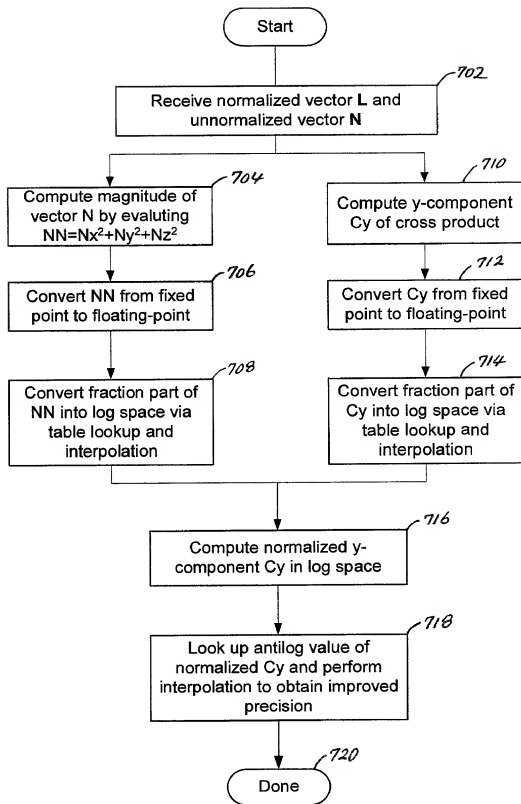 Start
702
Receive normalized vector L and
unnormalized vector N
704
Compute magnitude of
vector N by evaluting
NN=Nx²+Ny²+Nz²
706
Convert NN from fixed
point to floating-point
708
Convert fraction part of
NN into log space via
table lookup and
interpolation
710
Compute y-component
Cy of cross product
712
Convert Cy from fixed
point to floating-point
714
Convert fraction part of
Cy into log space via
table lookup and
interpolation
716
Compute normalized y-
component Cy in log space
718
Look up antilog value of
normalized Cy and perform
interpolation to obtain improved
precision
720
Done